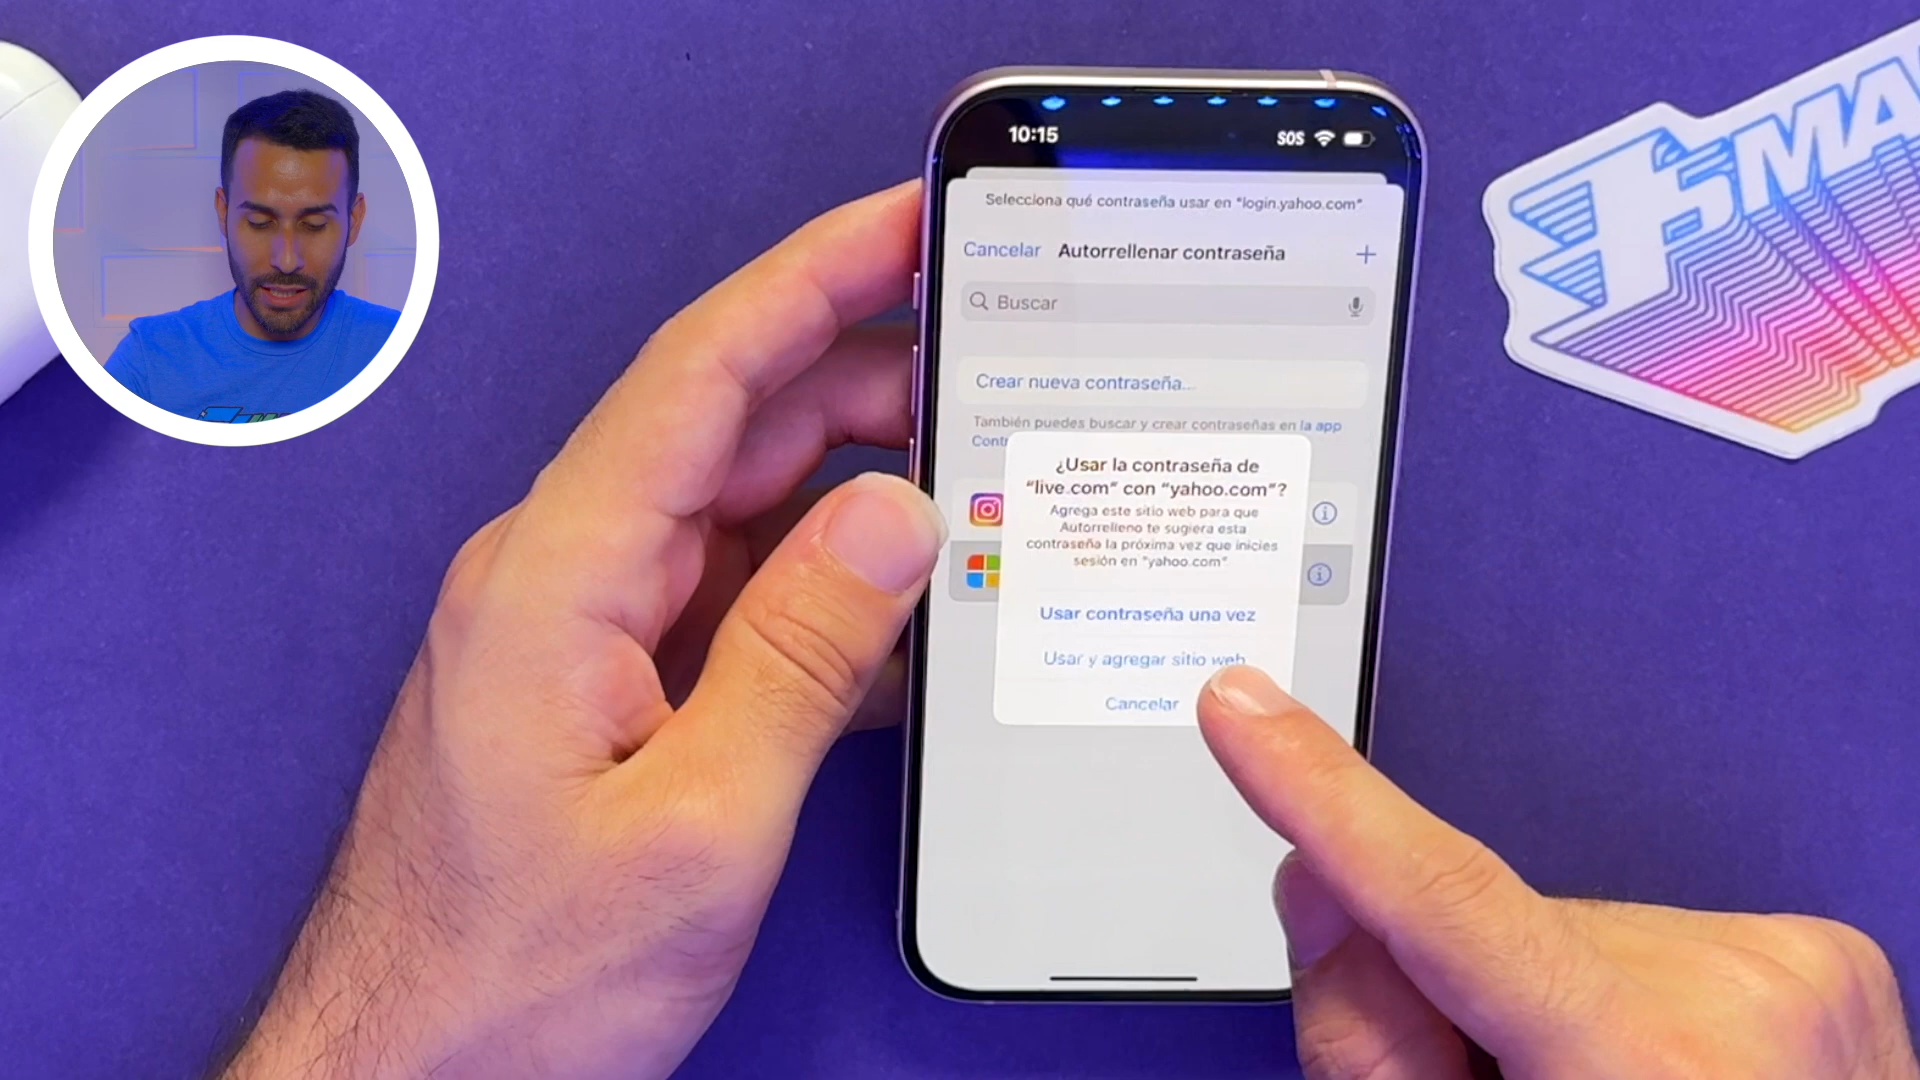 10:15
SOS
Selecciona qué contraseña usar en "login.yahoo.com"
Cancelar
Autorrellenar contraseña
Buscar
Crear nueva contraseña...
También puedes buscar y crear contraseñas en la app
¿Usar la contraseña de
"live.com" con "yahoo.com"?
Agrega este sitio web para que
Autorrelleno te sugiera esta
contraseña la próxima vez que inicies
sesión en "yahoo.com"
Usar contraseña una vez
Usar y agregar sitio web
Cancelar